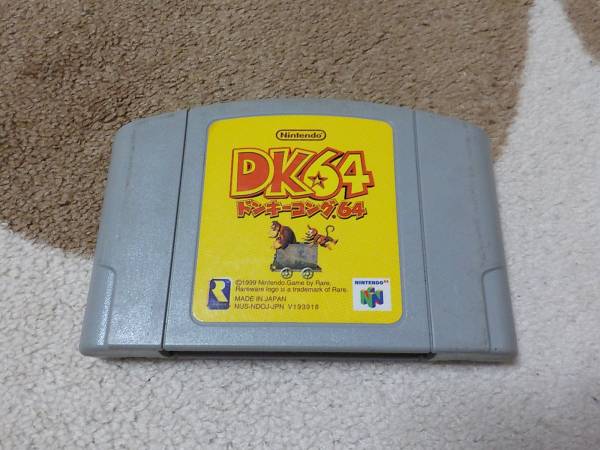 Nintendo
DK64
ドンキーコング64
©1999 Nintendo.Game by Rare.
Rareware logo is a trademark of Rare.
MADE IN JAPAN
NUS-NDOJ-JPN V193918
NINTENDO64